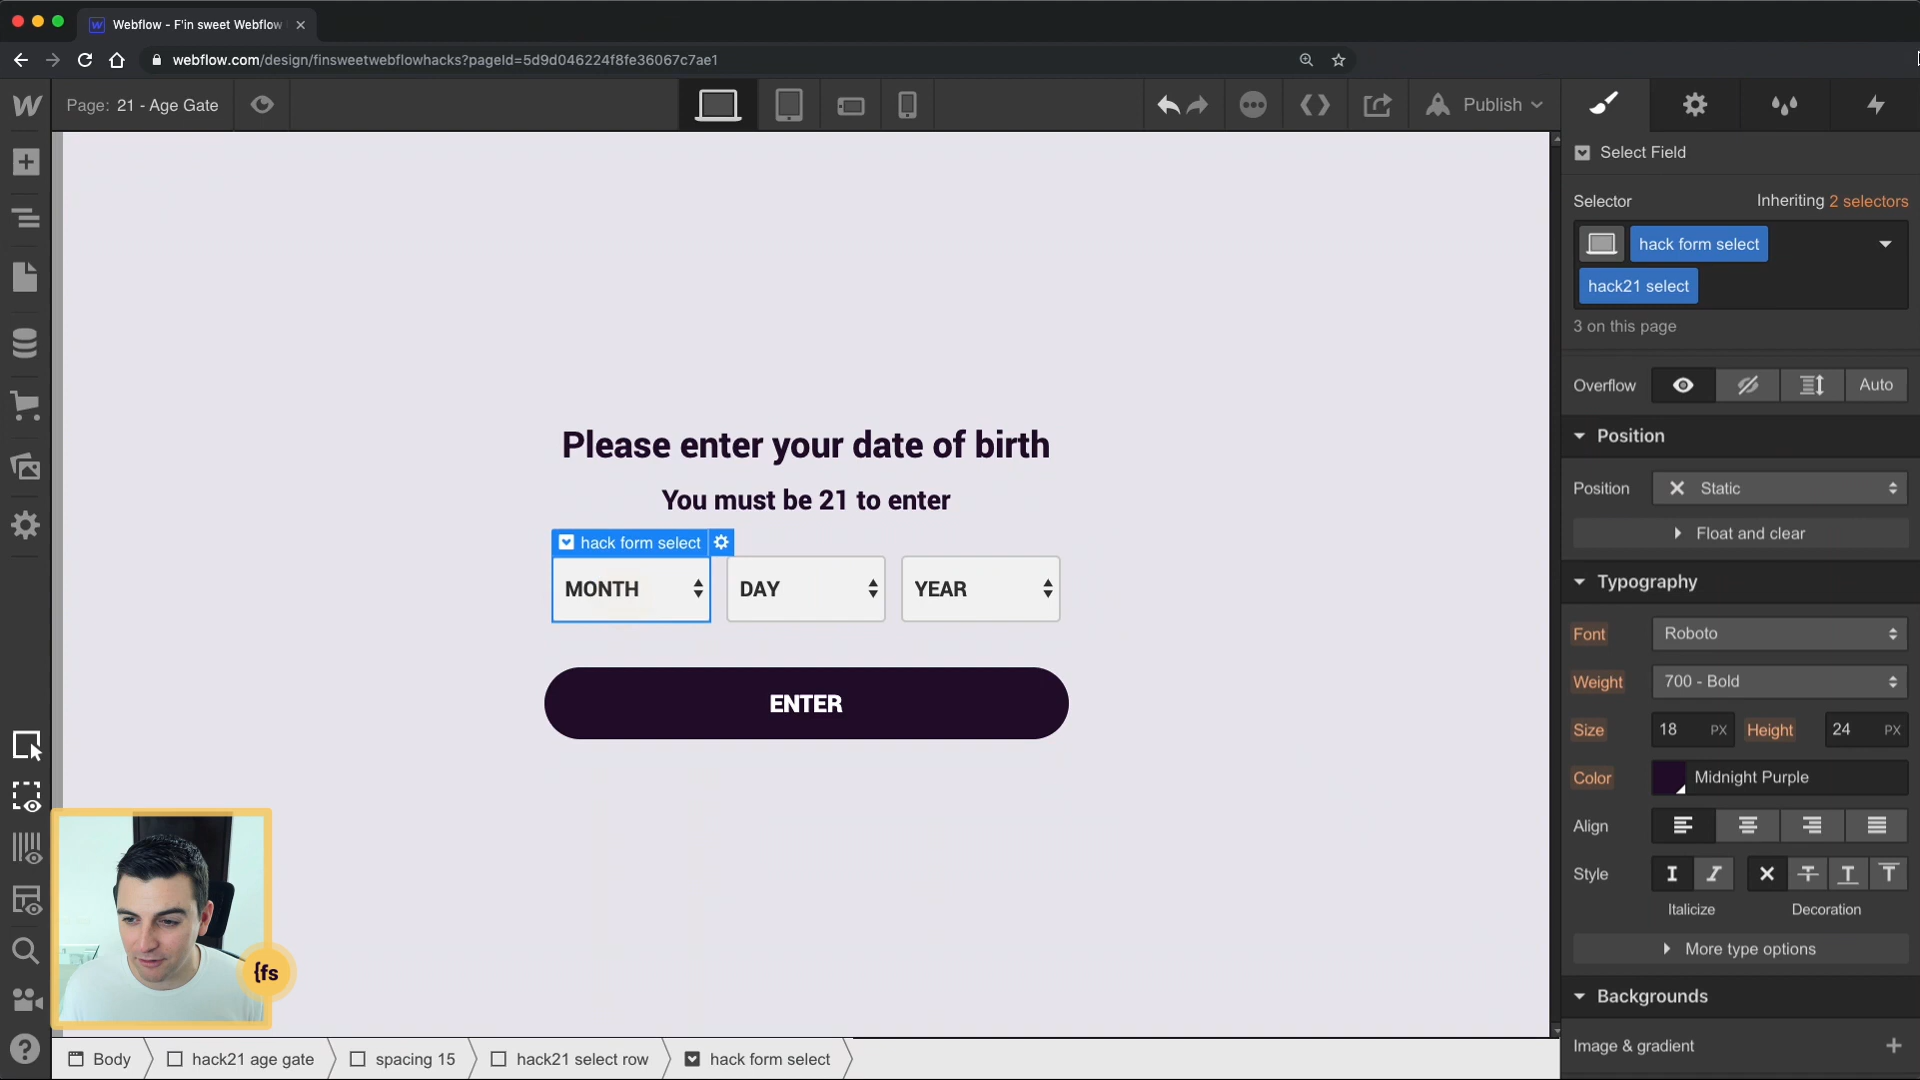 Webflow - F'in sweet Webflow
webflow.com/design/finsweetwebflowhacks?pageId=5d9d046224f8fe36067c7ae1
Page: 21 - Age Gate
Publish
Select Field
Selector
Inheriting 2 selectors
hack form select
hack21 select
3 on this page
Overflow
Auto
Position
Position
Static
Float and clear
Typography
Font
Roboto
Weight
700 - Bold
Size
18 PX
Height
24 PX
Color
Midnight Purple
Align
Style
Italicize
Decoration
More type options
Backgrounds
Image & gradient
Please enter your date of birth
You must be 21 to enter
hack form select
MONTH
DAY
YEAR
ENTER
{fs
Body
hack21 age gate
spacing 15
hack21 select row
hack form select